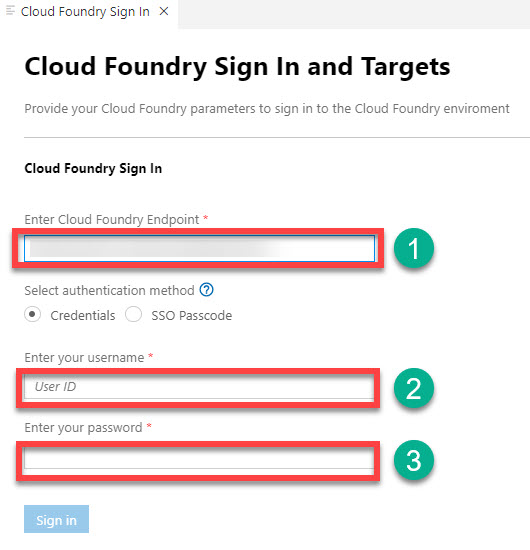 Cloud Foundry Sign In
Cloud Foundry Sign In and Targets
Provide your Cloud Foundry parameters to sign in to the Cloud Foundry enviroment
Cloud Foundry Sign In
Enter Cloud Foundry Endpoint *
1
Select authentication method ?
Credentials SSO Passcode
Enter your username *
User ID
2
Enter your password *
3
Sign in